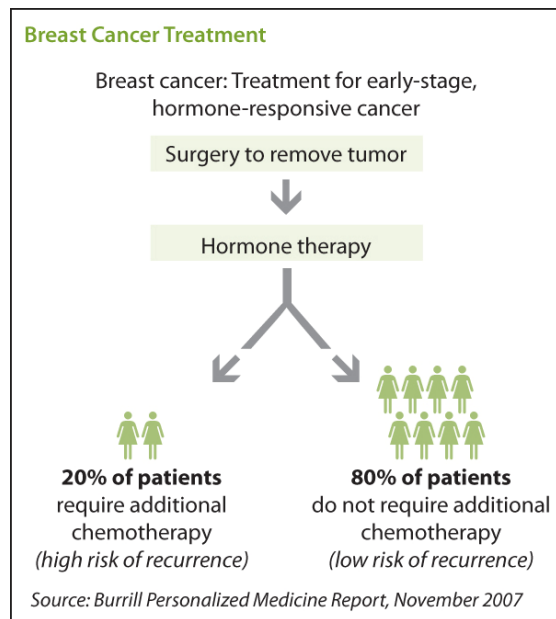 Breast Cancer Treatment
Breast cancer: Treatment for early-stage,
hormone-responsive cancer
Surgery to remove tumor
Hormone therapy
20% of patients
require additional
chemotherapy
(high risk of recurrence)
80% of patients
do not require additional
chemotherapy
(low risk of recurrence)
Source: Burrill Personalized Medicine Report, November 2007